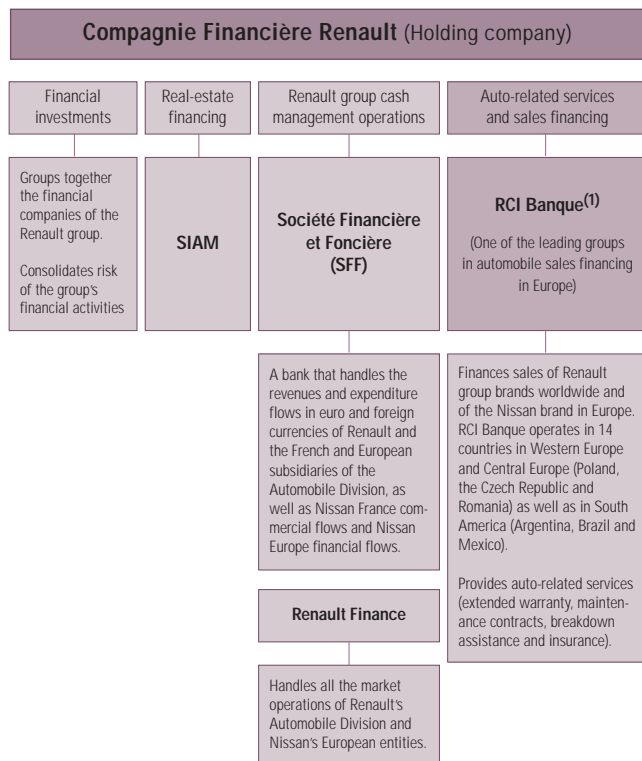 Compagnie Financière Renault (Holding company)
Financial
investments
Real-estate
financing
Renault group cash
management operations
Auto-related services
and sales financing
Groups together
the financial
companies of the
Renault group.
Consolidates risk
of the group's
financial activities
SIAM
Société Financière
et Foncière
(SFF)
RCI Banque(1)
(One of the leading groups
in automobile sales financing
in Europe)
A bank that handles the
revenues and expenditure
flows in euro and foreign
currencies of Renault and
the French and European
subsidiaries of the
Automobile Division, as
well as Nissan France com-
mercial flows and Nissan
Europe financial flows.
Finances sales of Renault
group brands worldwide and
of the Nissan brand in Europe.
RCI Banque operates in 14
countries in Western Europe
and Central Europe (Poland,
the Czech Republic and
Romania) as well as in South
America (Argentina, Brazil and
Mexico).
Provides auto-related services
(extended warranty, mainten-
ance contracts, breakdown
assistance and insurance).
Renault Finance
Handles all the market
operations of Renault's
Automobile Division and
Nissan's European entities.